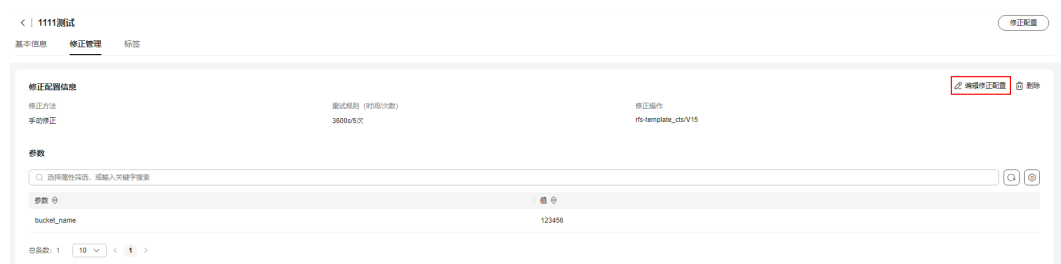 1111测试
修正配置
基本信息 修正管理 标签
修正配置信息 编辑修正配置 删除
修正方法 重试规则（时间/次数） 修正操作
手动修正 3600s/5次 rfs-template_cts/V15
参数
选择属性筛选，或输入关键字搜索
参数 值
bucket_name 123456
总条数：1 10 1